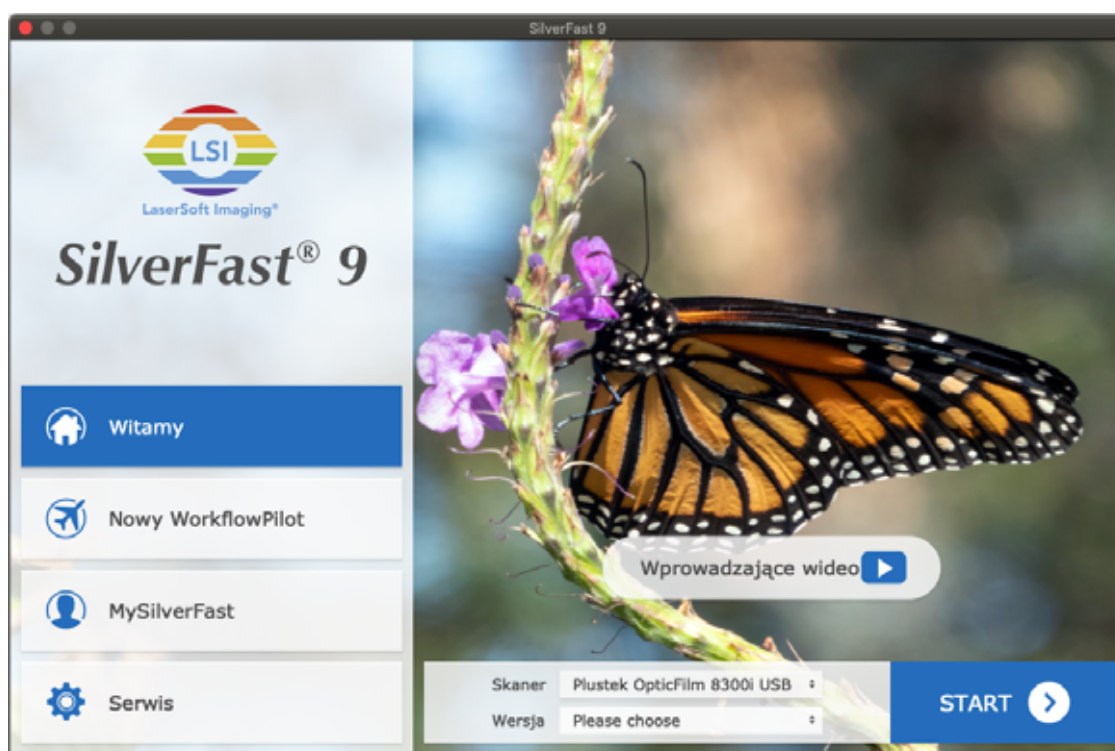 SilverFast 9
LSI
LaserSoft Imaging®
SilverFast® 9
Witamy
Nowy WorkflowPilot
MySilverFast
Serwis
Wprowadzające wideo
Skaner Plustek OpticFilm 8300i USB
Wersja Please choose
START